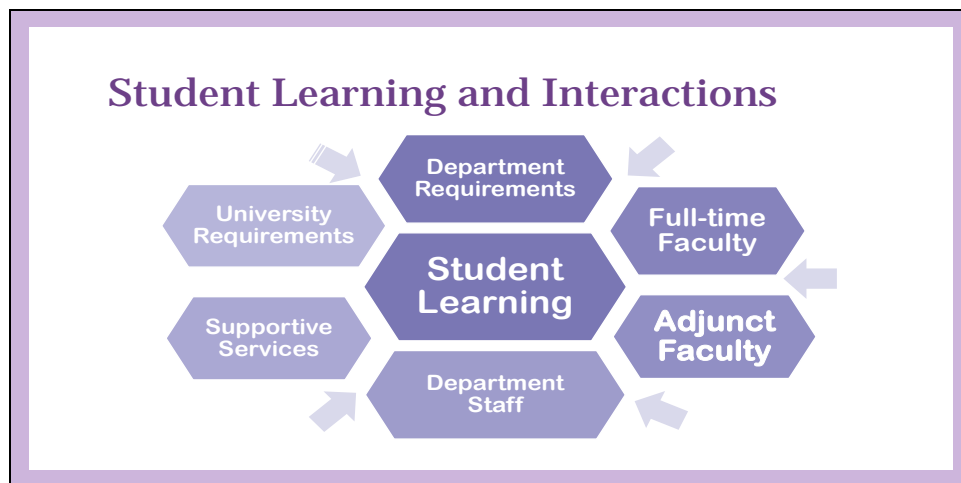 Student Learning and Interactions
Department
Requirements
University
Requirements
Full-time
Faculty
Student
Learning
Supportive
Services
Adjunct
Faculty
Department
Staff